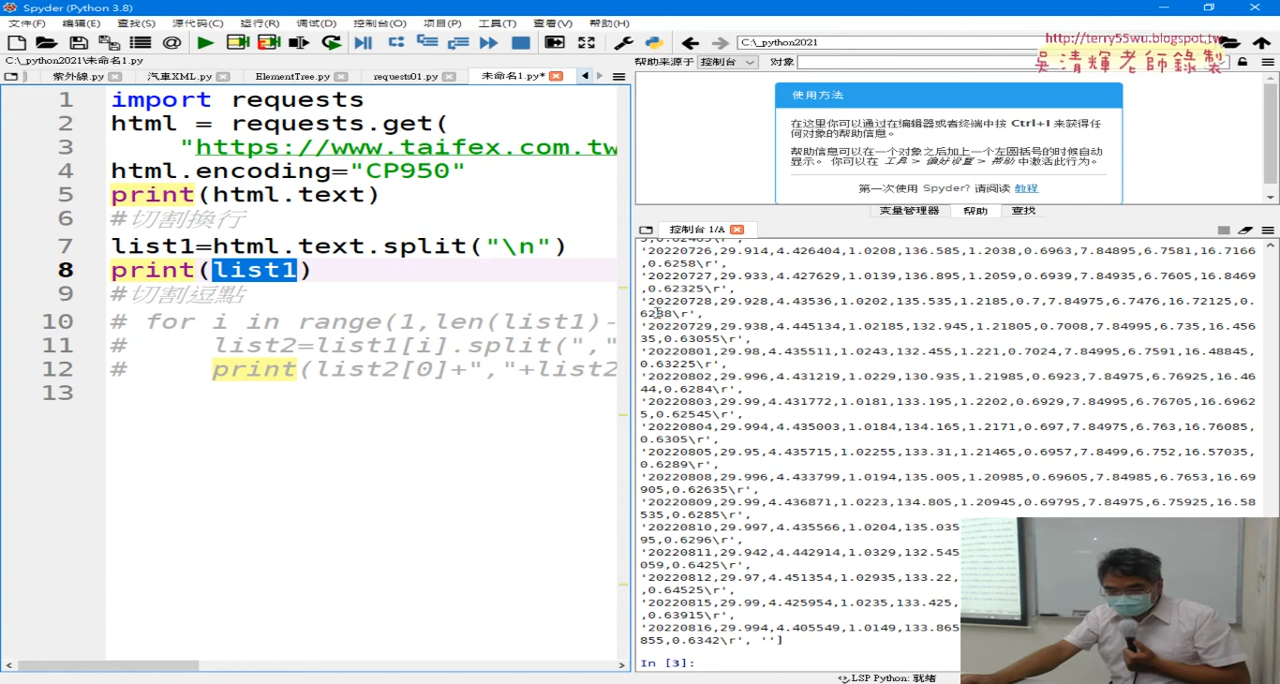 Spyder (Python 3.8)
文件(F) 编辑(E) 查找(S) 源代码(C) 运行(R) 调试(D) 控制台(O) 项目(P) 工具(T) 查看(V) 帮助(H)
C:\_python2021
http://terry55wu.blogspot.tw
吳清輝老師錄製
C:\_python2021\未命名1.py
紫外線.py 汽車XML.py ElementTree.py requests01.py 未命名1.py*
帮助来源于 控制台 对象
使用方法
在这里你可以通过在编辑器或者终端中按 Ctrl+I 来获得任
何对象的帮助信息。
帮助信息可以在一个对象之后加上一个左圆括号的时候自动
显示。 你可以在 工具 > 偏好设置 > 帮助 中激活此行为。
第一次使用 Spyder? 请阅读 教程
变量管理器 帮助 查找
控制台 1/A
1 import requests
2 html = requests.get(
3 "https://www.taifex.com.tw
4 html.encoding="CP950"
5 print(html.text)
6 #切割換行
7 list1=html.text.split("\n")
8 print(list1)
9 #切割逗點
10 # for i in range(1,len(list1)-
11 # list2=list1[i].split(","
12 # print(list2[0]+","+list2
13
'20220726,29.914,4.426404,1.0208,136.585,1.2038,0.6963,7.84895,6.7581,16.7166
,0.6258\r',
'20220727,29.933,4.427629,1.0139,136.895,1.2059,0.6939,7.84935,6.7605,16.8469
,0.62325\r',
'20220728,29.928,4.43536,1.0202,135.535,1.2185,0.7,7.84975,6.7476,16.72125,0.
6238\r',
'20220729,29.938,4.445134,1.02185,132.945,1.21805,0.7008,7.84995,6.735,16.456
35,0.63055\r',
'20220801,29.98,4.435511,1.0243,132.455,1.221,0.7024,7.84995,6.7591,16.48845,
0.63225\r',
'20220802,29.996,4.431219,1.0229,130.935,1.21985,0.6923,7.84995,6.76925,16.46
44,0.6284\r',
'20220803,29.99,4.431772,1.0181,133.195,1.2202,0.6929,7.84995,6.76705,16.6962
5,0.62545\r',
'20220804,29.994,4.435003,1.0184,134.165,1.2171,0.697,7.84975,6.763,16.76085,
0.6305\r',
'20220805,29.95,4.435715,1.02255,133.31,1.21465,0.6957,7.8499,6.752,16.57035,
0.6289\r',
'20220808,29.996,4.433799,1.0194,135.005,1.20985,0.69605,7.84985,6.7653,16.69
905,0.62635\r',
'20220809,29.99,4.436871,1.0223,134.805,1.20945,0.69795,7.84975,6.75925,16.58
535,0.6285\r',
'20220810,29.997,4.435566,1.0204,135.035
95,0.6296\r',
'20220811,29.942,4.442914,1.0329,132.545
059,0.6425\r',
'20220812,29.97,4.451354,1.02935,133.22,
0.64525\r',
'20220815,29.99,4.425954,1.0235,133.425,
0.63915\r',
'20220816,29.994,4.405549,1.0149,133.865
855,0.6342\r', '']
In [3]:
LSP Python: 就绪